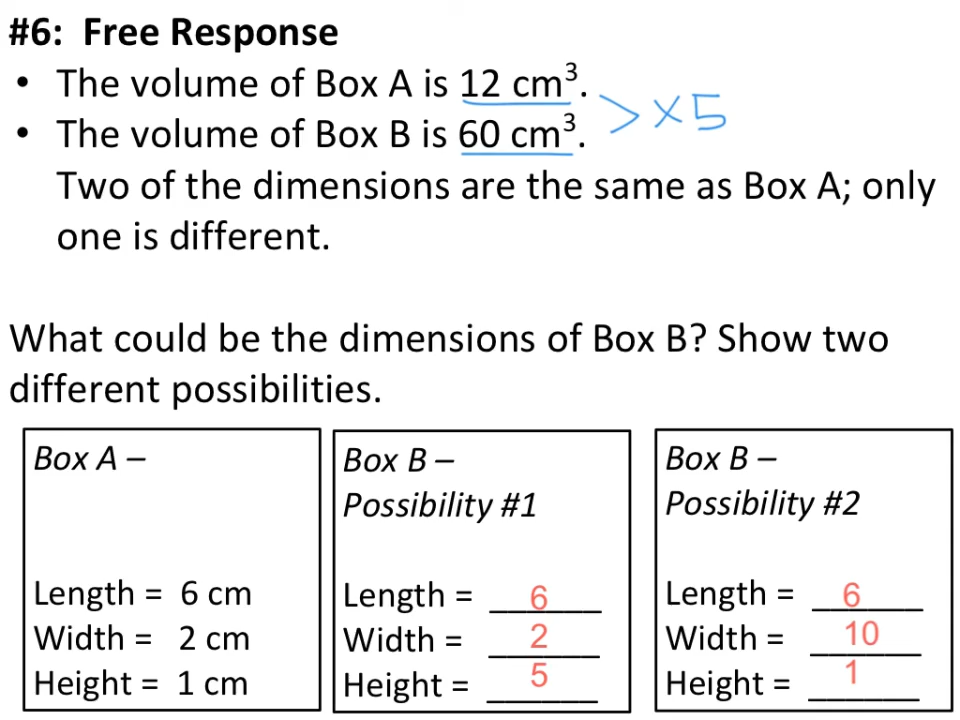 #6: Free Response
• The volume of Box A is 12 cm³.
> × 5
• The volume of Box B is 60 cm³.
Two of the dimensions are the same as Box A; only
one is different.
What could be the dimensions of Box B? Show two
different possibilities.
Box A –
Length = 6 cm
Width = 2 cm
Height = 1 cm
Box B –
Possibility #1
Length = 6
Width = 2
Height = 5
Box B –
Possibility #2
Length = 6
Width = 10
Height = 1